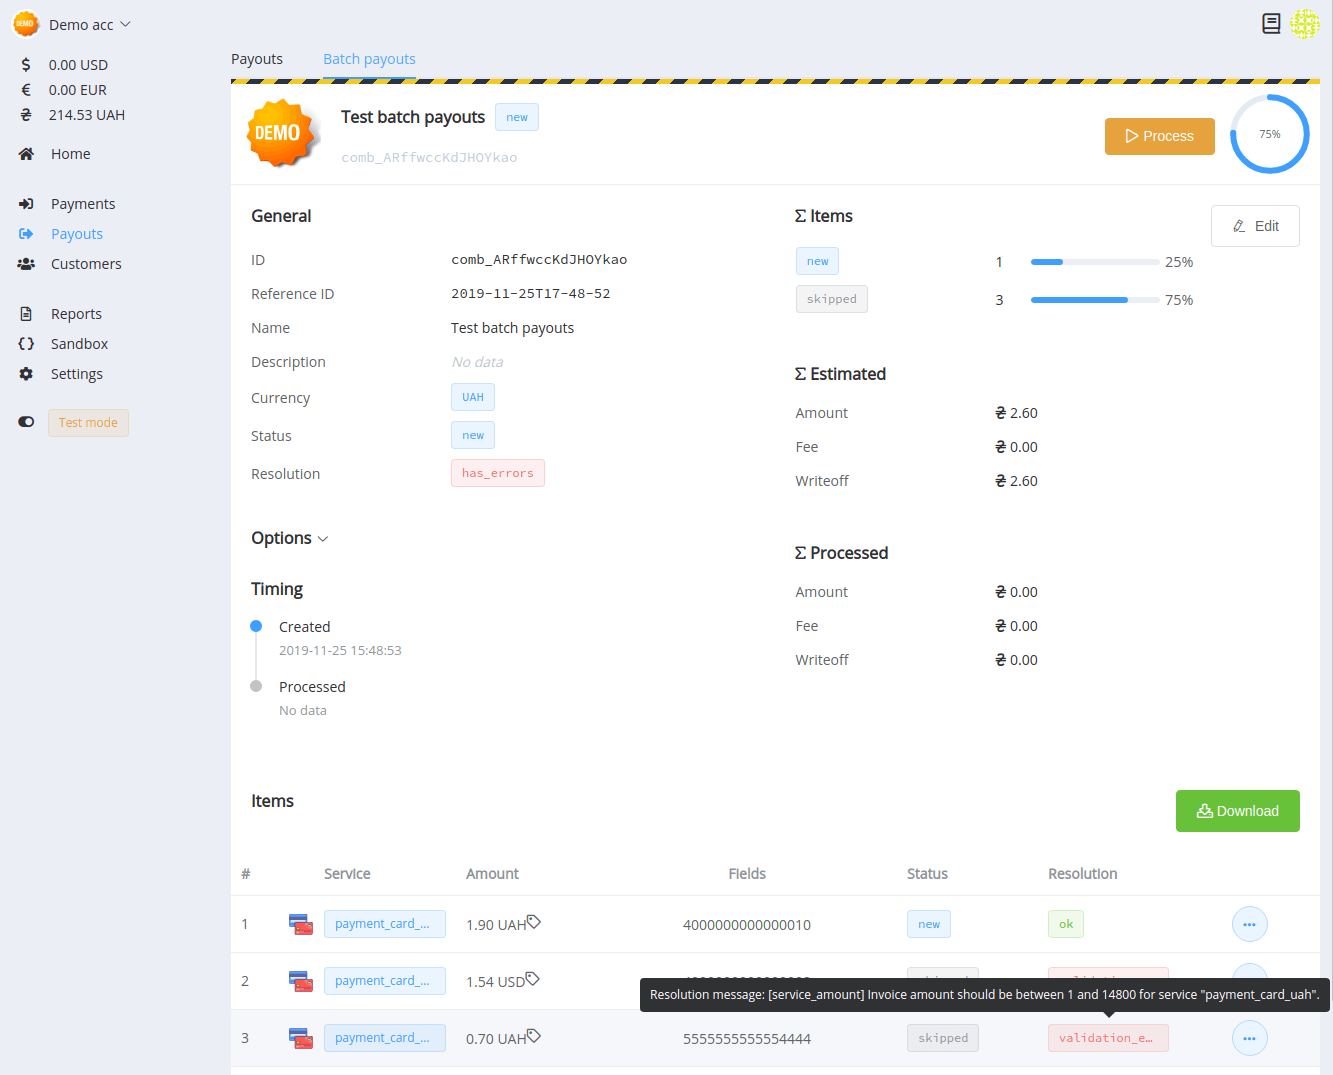 DEMO Demo acc
$ 0.00 USD
€ 0.00 EUR
₴ 214.53 UAH
Home
Payments
Payouts
Customers
Reports
Sandbox
Settings
Test mode
Payouts Batch payouts
DEMO
Test batch payouts new
comb_ARffwccKdJHOYkao
Process
75%
General
ID comb_ARffwccKdJHOYkao
Reference ID 2019-11-25T17-48-52
Name Test batch payouts
Description No data
Currency UAH
Status new
Resolution has_errors
Options
Timing
Created
2019-11-25 15:48:53
Processed
No data
Σ Items
Edit
new 1 25%
skipped 3 75%
Σ Estimated
Amount ₴ 2.60
Fee ₴ 0.00
Writeoff ₴ 2.60
Σ Processed
Amount ₴ 0.00
Fee ₴ 0.00
Writeoff ₴ 0.00
Items
Download
# Service Amount Fields Status Resolution
1 payment_card_... 1.90 UAH 4000000000000010 new ok
2 payment_card_... 1.54 USD
Resolution message: [service_amount] Invoice amount should be between 1 and 14800 for service "payment_card_uah".
3 payment_card_... 0.70 UAH 5555555555554444 skipped validation_e...